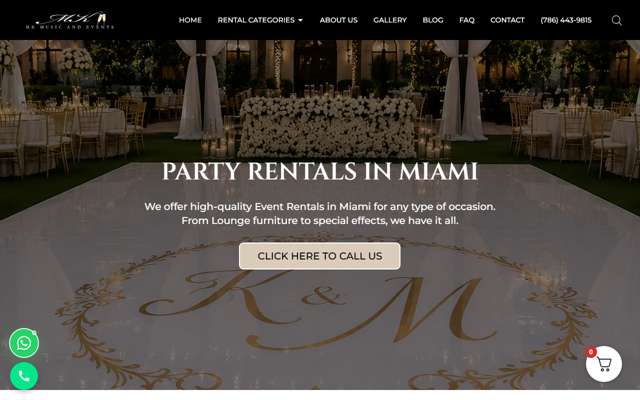 MK
MK MUSIC AND EVENTS
HOME
RENTAL CATEGORIES
ABOUT US
GALLERY
BLOG
FAQ
CONTACT
(786) 443-9815
PARTY RENTALS IN MIAMI
We offer high-quality Event Rentals in Miami for any type of occasion.
From Lounge furniture to special effects, we have it all.
CLICK HERE TO CALL US
K & M
0